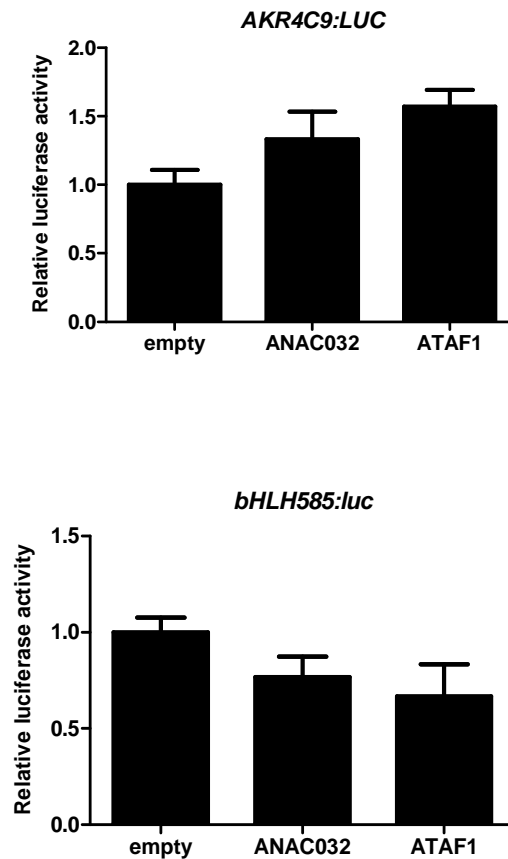 AKR4C9:LUC
Relative luciferase activity
2.0
1.5
1.0
0.5
0.0
empty ANAC032 ATAF1
bHLH585:luc
Relative luciferase activity
1.5
1.0
0.5
0.0
empty ANAC032 ATAF1